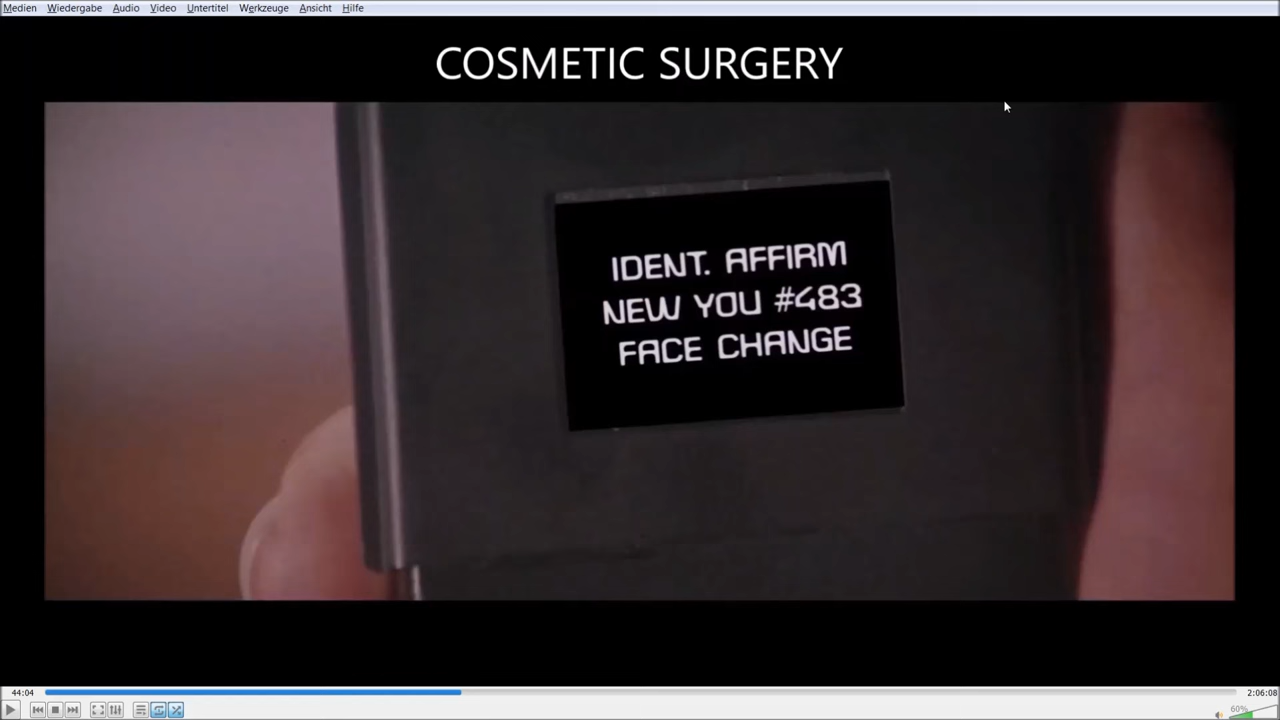 Medien Wiedergabe Audio Video Untertitel Werkzeuge Ansicht Hilfe
COSMETIC SURGERY
IDENT. AFFIRM
NEW YOU #483
FACE CHANGE
44:04 2:06:08
60%